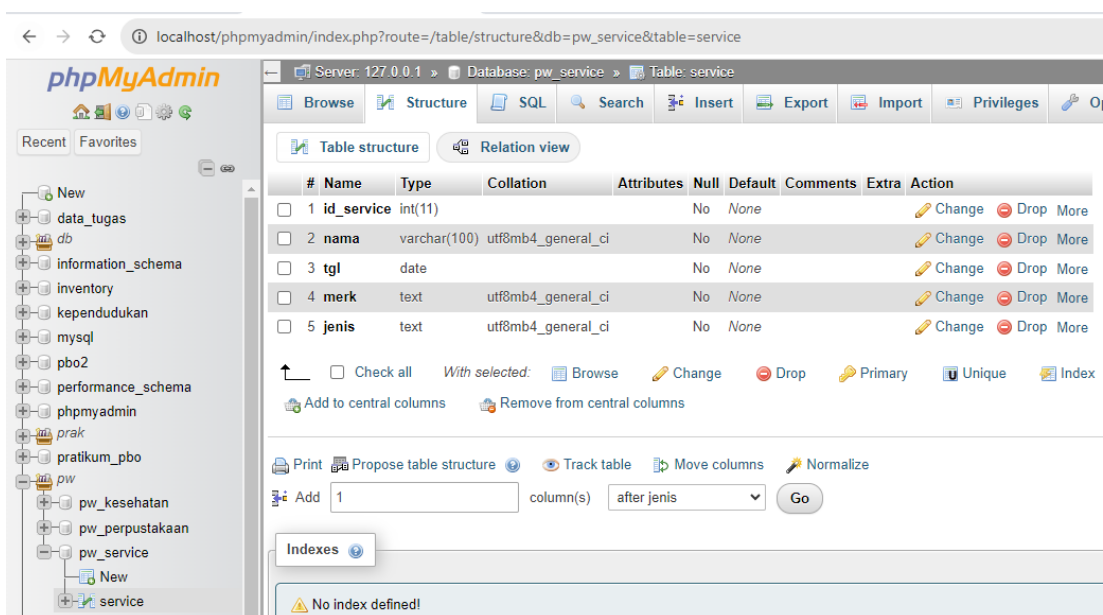 localhost/phpmyadmin/index.php?route=/table/structure&db=pw_service&table=service
phpMyAdmin
Recent Favorites
New
data_tugas
db
information_schema
inventory
kependudukan
mysql
pbo2
performance_schema
phpmyadmin
prak
pratikum_pbo
pw
pw_kesehatan
pw_perpustakaan
pw_service
New
service
Server: 127.0.0.1 » Database: pw_service » Table: service
Browse Structure SQL Search Insert Export Import Privileges Op
Table structure Relation view
# Name Type Collation Attributes Null Default Comments Extra Action
1 id_service int(11) No None Change Drop More
2 nama varchar(100) utf8mb4_general_ci No None Change Drop More
3 tgl date No None Change Drop More
4 merk text utf8mb4_general_ci No None Change Drop More
5 jenis text utf8mb4_general_ci No None Change Drop More
Check all With selected: Browse Change Drop Primary Unique Index
Add to central columns Remove from central columns
Print Propose table structure Track table Move columns Normalize
Add 1 column(s) after jenis Go
Indexes
No index defined!